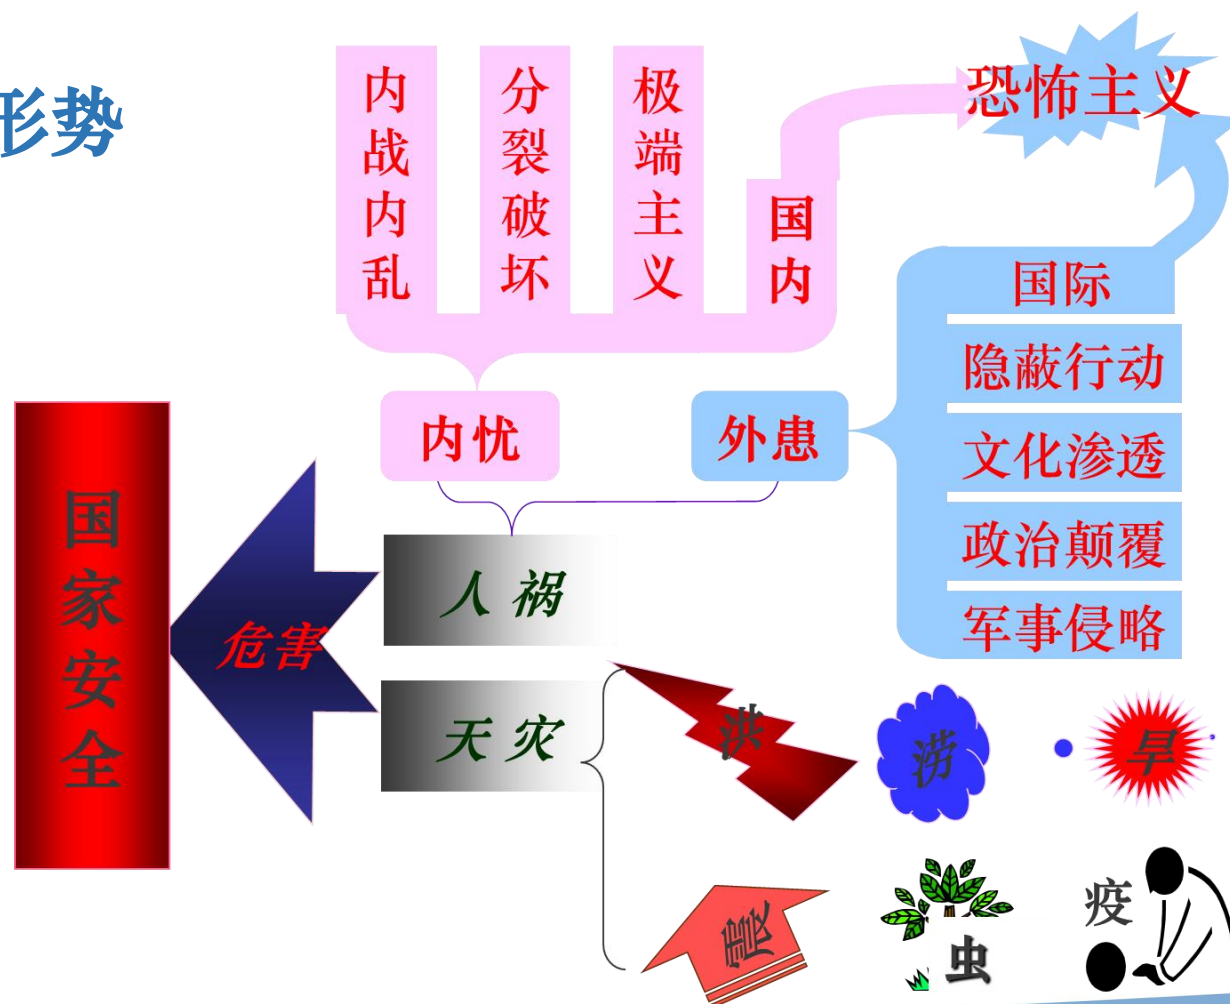 形势
内战内乱
分裂破坏
极端主义
国内
恐怖主义
国际
隐蔽行动
文化渗透
政治颠覆
军事侵略
内忧
外患
国家安全
危害
人祸
天灾
洪
涝
旱
震
虫
疫